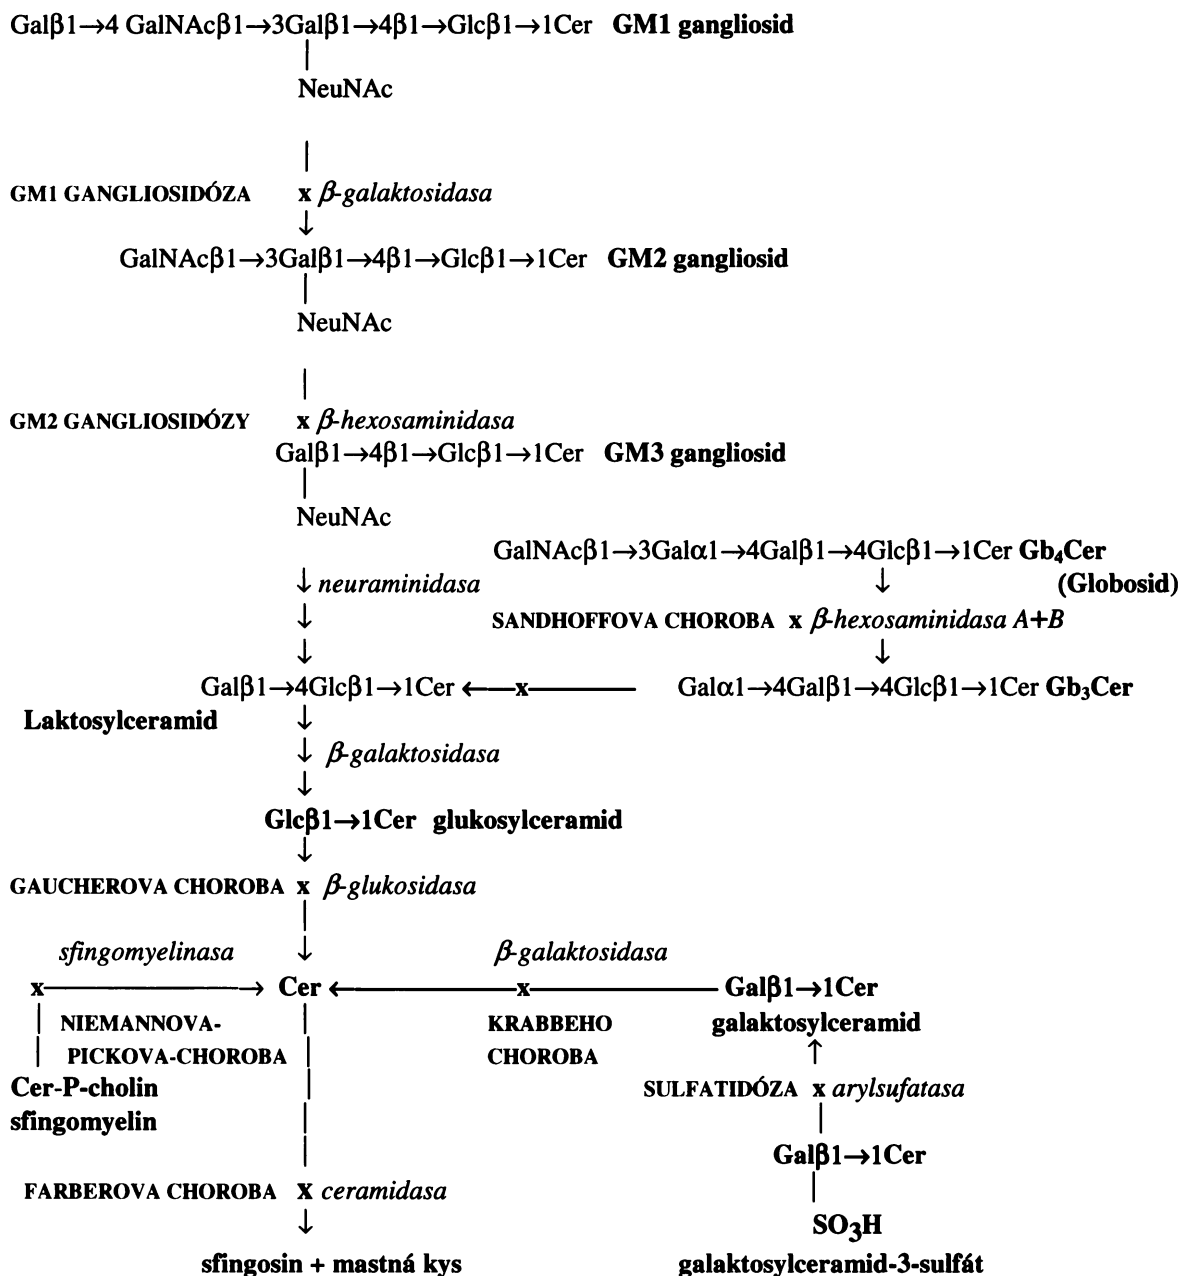 Galβ1→4 GalNAcβ1→3Galβ1→4β1→Glcβ1→1Cer GM1 gangliosid
NeuNAc
GM1 GANGLIOSIDÓZA x β-galaktosidasa
GalNAcβ1→3Galβ1→4β1→Glcβ1→1Cer GM2 gangliosid
NeuNAc
GM2 GANGLIOSIDÓZY x β-hexosaminidasa
Galβ1→4β1→Glcβ1→1Cer GM3 gangliosid
NeuNAc
GalNAcβ1→3Galα1→4Galβ1→4Glcβ1→1Cer Gb₄Cer
↓ neuraminidasa ↓ (Globosid)
↓ SANDHOFFOVA CHOROBA x β-hexosaminidasa A+B
↓ ↓
Galβ1→4Glcβ1→1Cer ←x Galα1→4Galβ1→4Glcβ1→1Cer Gb₃Cer
Laktosylceramid ↓
↓ β-galaktosidasa
↓
Glcβ1→1Cer glukosylceramid
↓
GAUCHEROVA CHOROBA x β-glukosidasa
sfingomyelinasa ↓ β-galaktosidasa
x→ Cer ←x Galβ1→1Cer
NIEMANNOVA- KRABBEHO galaktosylceramid
PICKOVA-CHOROBA CHOROBA ↑
Cer-P-cholin SULFATIDÓZA x arylsufatasa
sfingomyelin
Galβ1→1Cer
FARBEROVA CHOROBA x ceramidasa
↓ SO₃H
sfingosin + mastná kys galaktosylceramid-3-sulfát